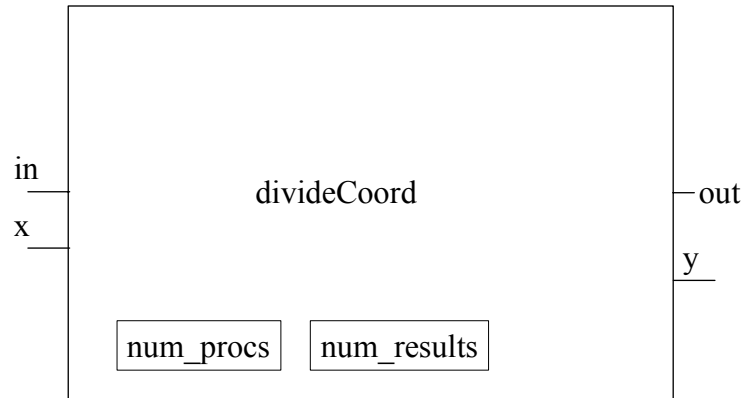 in
divideCoord
out
x
y
num_procs
num_results